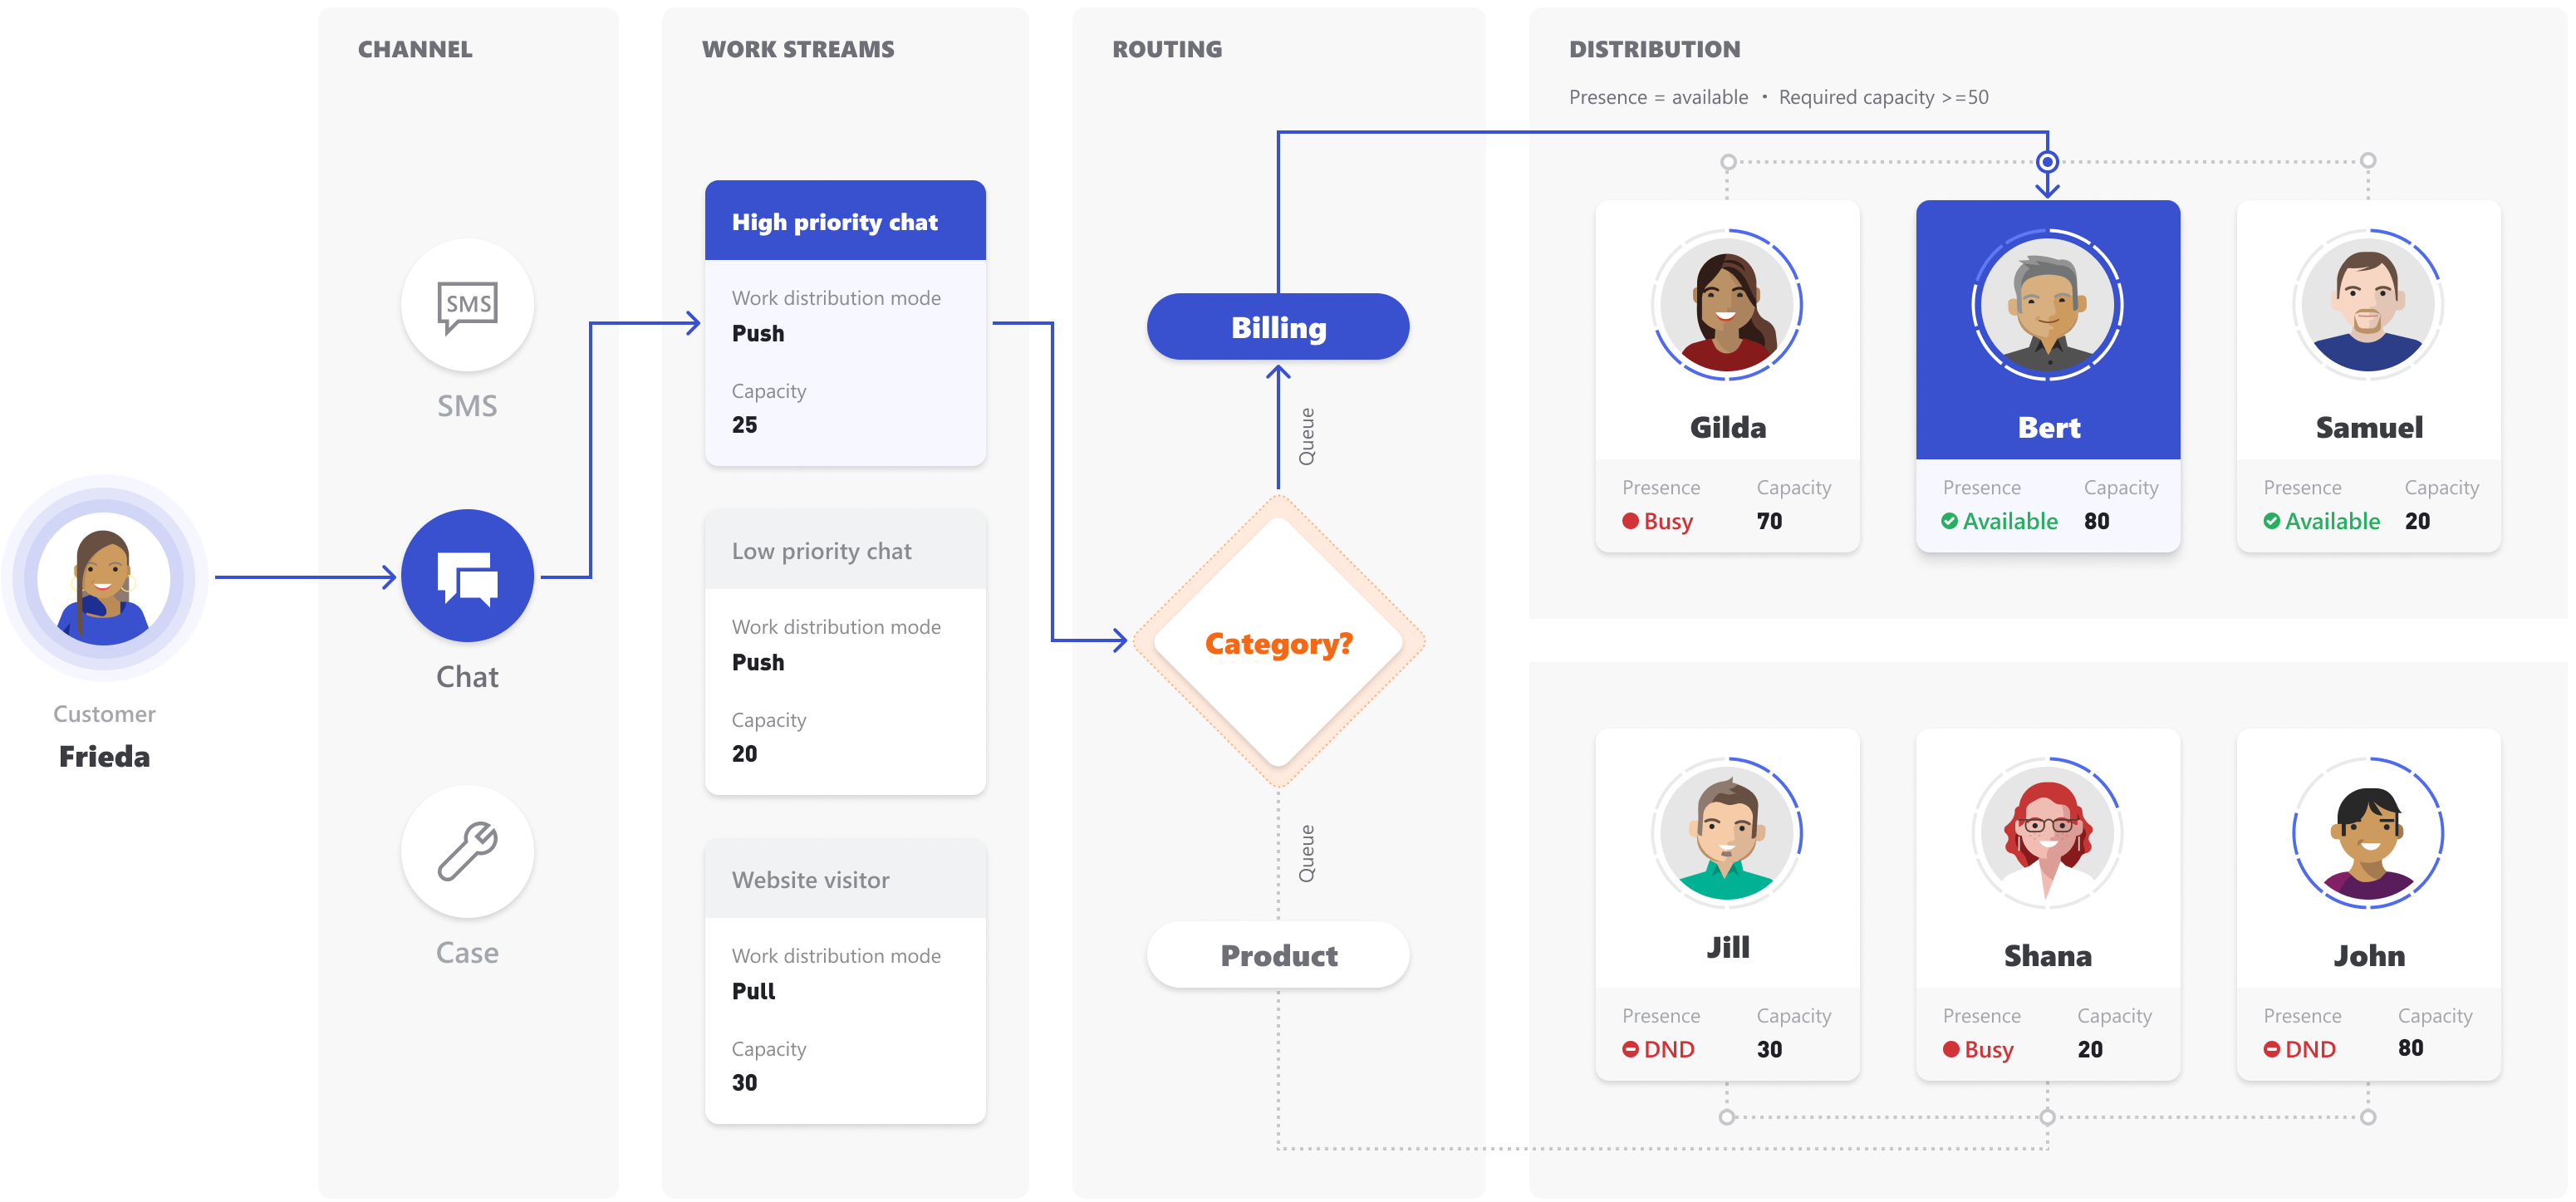 CHANNEL
WORK STREAMS
ROUTING
DISTRIBUTION
Presence = available • Required capacity >=50
Customer
Frieda
SMS
SMS
Chat
Case
High priority chat
Work distribution mode
Push
Capacity
25
Low priority chat
Work distribution mode
Push
Capacity
20
Website visitor
Work distribution mode
Pull
Capacity
30
Billing
Queue
Category?
Queue
Product
Gilda
Presence Capacity
Busy 70
Bert
Presence Capacity
Available 80
Samuel
Presence Capacity
Available 20
Jill
Presence Capacity
DND 30
Shana
Presence Capacity
Busy 20
John
Presence Capacity
DND 80